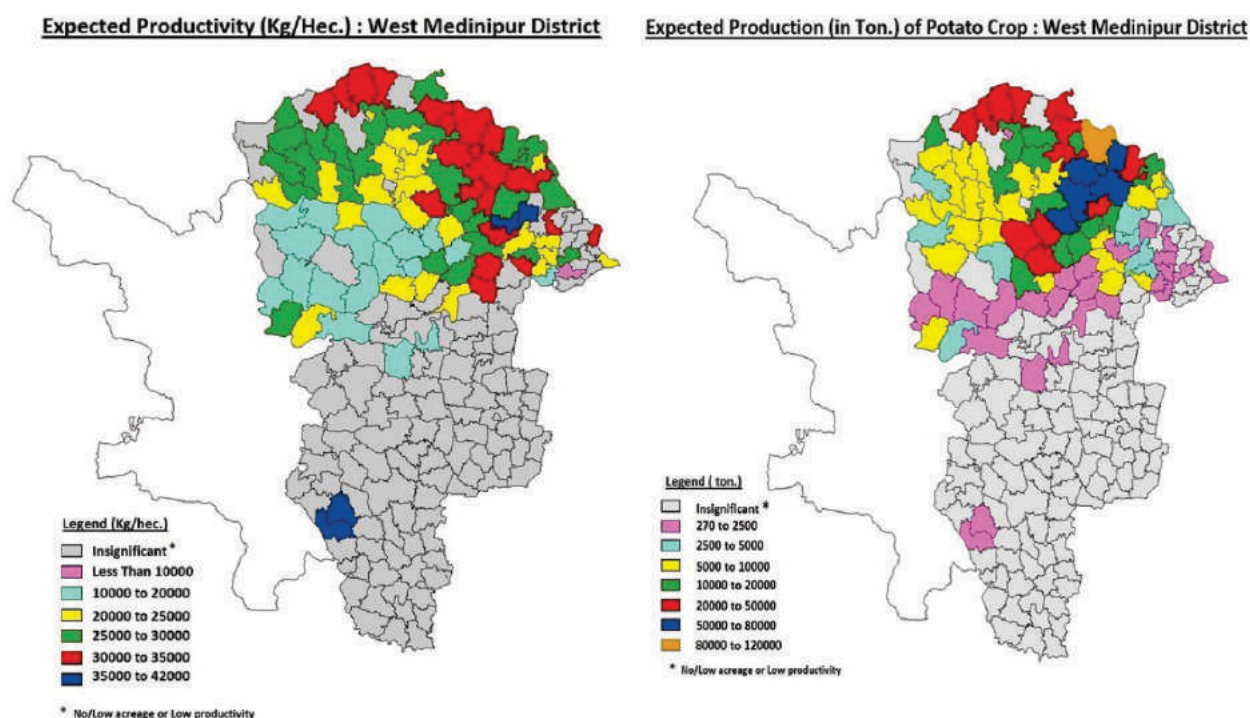 Expected Productivity (Kg/Hec.) : West Medinipur District
Legend (Kg/hec.)
Insignificant *
Less Than 10000
10000 to 20000
20000 to 25000
25000 to 30000
30000 to 35000
35000 to 42000
* No/Low acreage or Low productivity
Expected Production (in Ton.) of Potato Crop : West Medinipur District
Legend ( ton.)
Insignificant *
270 to 2500
2500 to 5000
5000 to 10000
10000 to 20000
20000 to 50000
50000 to 80000
80000 to 120000
* No/Low acreage or Low productivity